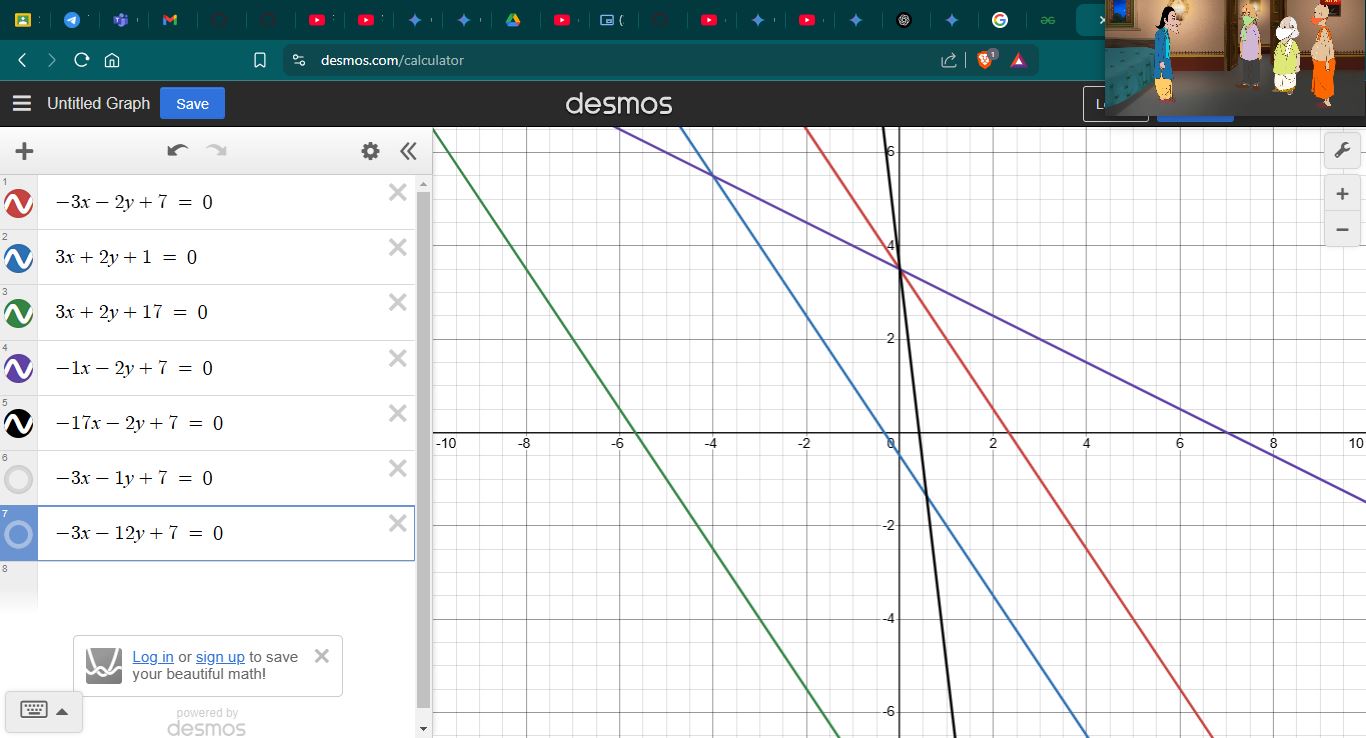 desmos.com/calculator
1
Untitled Graph
Save
desmos
1
−3x − 2y + 7 = 0
2
3x + 2y + 1 = 0
3
3x + 2y + 17 = 0
4
−1x − 2y + 7 = 0
5
−17x − 2y + 7 = 0
6
−3x − 1y + 7 = 0
7
−3x − 12y + 7 = 0
8
Log in or sign up to save
your beautiful math!
powered by
desmos
6
4
2
-10 -8 -6 -4 -2 0 2 4 6 8 10
-2
-4
-6